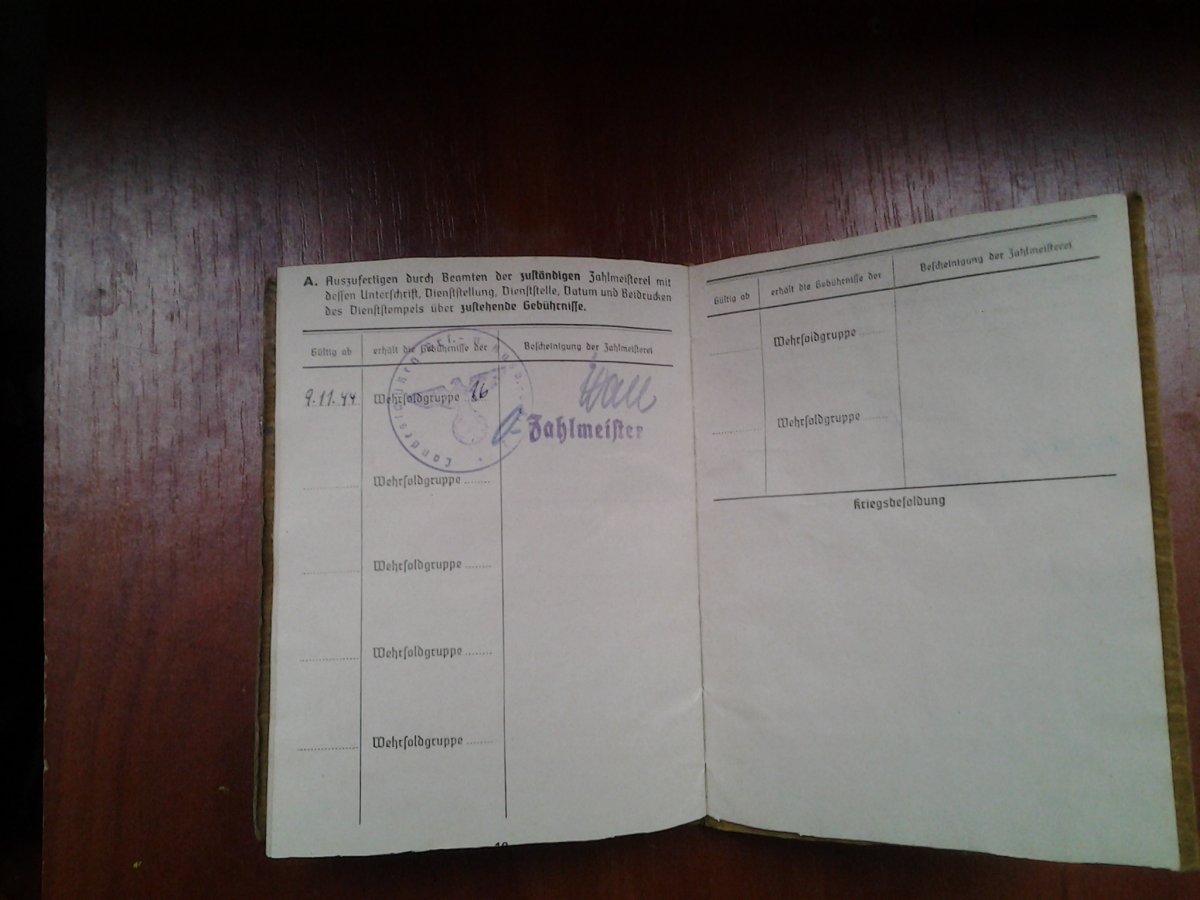 A. Auszufertigen durch Beamten der zuständigen Zahlmeisterei mit
dessen Unterschrift, Dienststellung, Dienststelle, Datum und Beidrucken
des Dienststempels über zustehende Gebührnisse.
Gültig ab erhält die Gebührnisse der Bescheinigung der Zahlmeisterei
9.11.44 Wehrsoldgruppe 16
Zahlmeister
Wehrsoldgruppe
Wehrsoldgruppe
Wehrsoldgruppe
Wehrsoldgruppe
Gültig ab erhält die Gebührnisse der Bescheinigung der Zahlmeisterei
Wehrsoldgruppe
Wehrsoldgruppe
Kriegsbesoldung